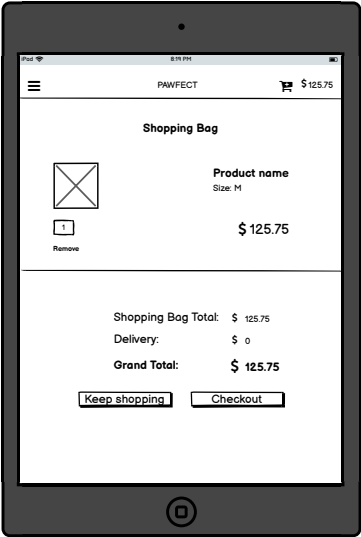 iPad 8:19 PM
PAWFECT $ 125.75
Shopping Bag
Product name
Size: M
1 $ 125.75
Remove
Shopping Bag Total: $ 125.75
Delivery: $ 0
Grand Total: $ 125.75
Keep shopping Checkout